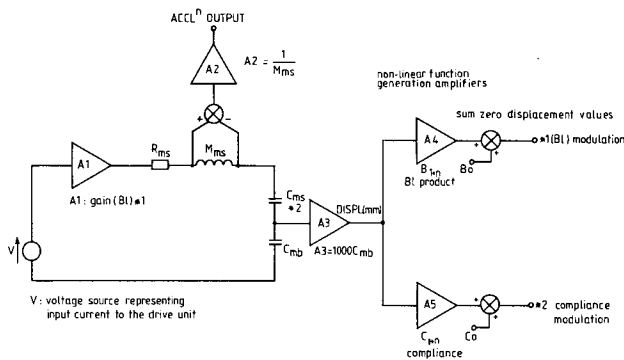 ACCLⁿ OUTPUT
A2
A2 = 1/Mms
+
-
non-linear function
generation amplifiers
sum zero displacement values
A1
Rms
Mms
A1: gain (Bl)*1
V
Cms
*2
Cmb
A3
DISPL(mm)
A3=1000Cmb
A4
B1→n
Bl product
+
+
Bo
*1(Bl) modulation
A5
C1→n
compliance
+
+
Co
*2 compliance
modulation
V: voltage source representing
input current to the drive unit